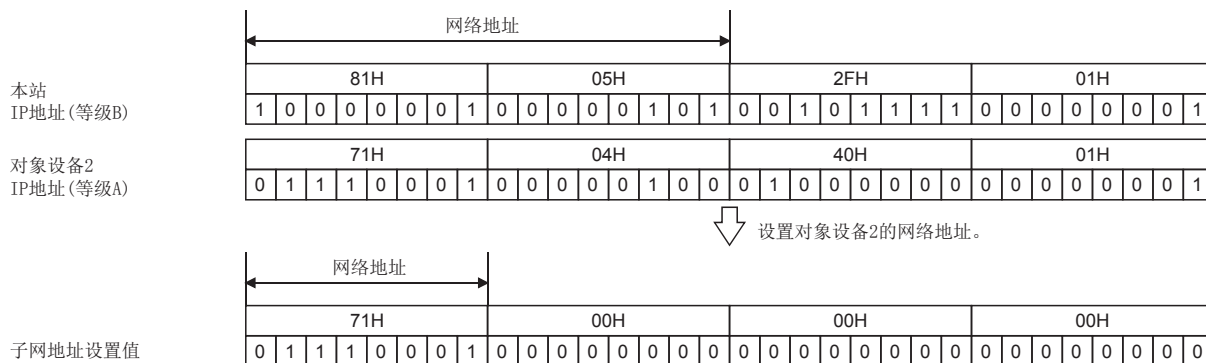 网络地址
81H 05H 2FH 01H
本站
IP地址(等级B)
1 0 0 0 0 0 0 1 0 0 0 0 0 1 0 1 0 0 1 0 1 1 1 1 0 0 0 0 0 0 0 1
71H 04H 40H 01H
对象设备2
IP地址(等级A)
0 1 1 1 0 0 0 1 0 0 0 0 0 1 0 0 0 1 0 0 0 0 0 0 0 0 0 0 0 0 0 1
设置对象设备2的网络地址。
网络地址
71H 00H 00H 00H
子网地址设置值
0 1 1 1 0 0 0 1 0 0 0 0 0 0 0 0 0 0 0 0 0 0 0 0 0 0 0 0 0 0 0 0